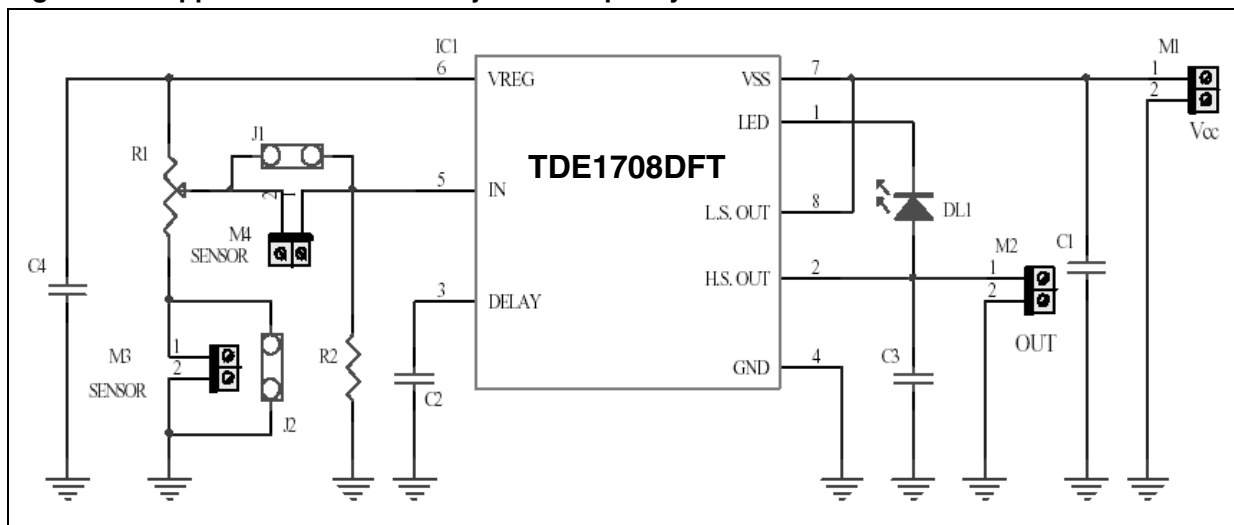 IC1
M1
6
VREG
VSS
7
1
2
Vcc
LED
1
J1
R1
TDE1708DFT
2
1
5
IN
L.S. OUT
8
DL1
M4
SENSOR
M2
C1
C4
H.S. OUT
2
1
2
3
DELAY
OUT
M3
1
2
SENSOR
R2
GND
4
C3
C2
J2